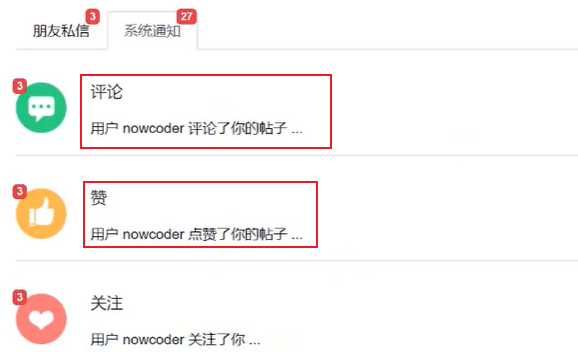 朋友私信 3 系统通知 27
3
评论
用户 nowcoder 评论了你的帖子 ...
3
赞
用户 nowcoder 点赞了你的帖子 ...
3
关注
用户 nowcoder 关注了你 ...